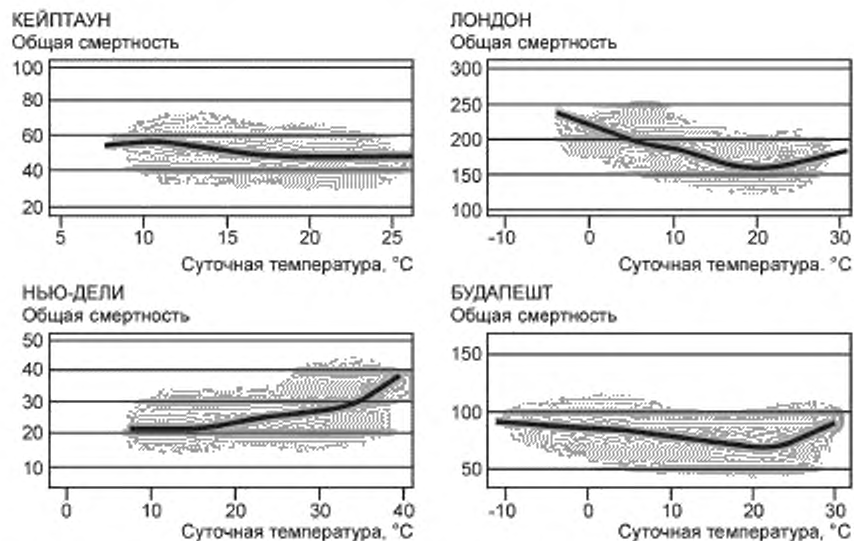 КЕЙПТАУН
Общая смертность
100
80
60
40
20
5 10 15 20 25
Суточная температура, °C
ЛОНДОН
Общая смертность
300
250
200
150
100
-10 0 10 20 30
Суточная температура. °C
НЬЮ-ДЕЛИ
Общая смертность
50
40
30
20
10
0 10 20 30 40
Суточная температура, °C
БУДАПЕШТ
Общая смертность
150
100
50
-10 0 10 20 30
Суточная температура, °C